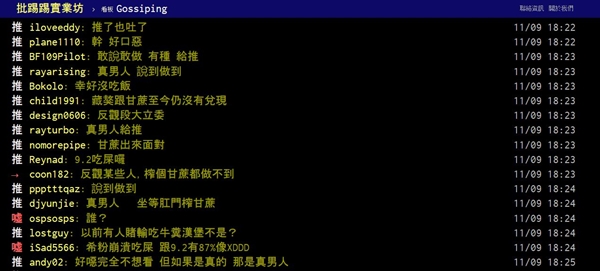 批踢踢實業坊 › 看板 Gossiping 聯絡資訊 關於我們
推 iloveeddy: 推了也吐了 11/09 18:22
推 plane1110: 幹 好口惡 11/09 18:22
推 BF109Pilot: 敢說敢做 有種 給推 11/09 18:23
推 rayarising: 真男人 說到做到 11/09 18:23
推 Bokolo: 幸好沒吃飯 11/09 18:23
推 child1991: 藏獒跟甘蔗至今仍沒有兌現 11/09 18:23
推 design0606: 反觀段大立委 11/09 18:23
推 rayturbo: 真男人給推 11/09 18:23
推 nomorepipe: 甘蔗出來面對 11/09 18:23
推 Reynad: 9.2吃屎囉 11/09 18:23
→ coon182: 反觀某些人, 榨個甘蔗都做不到 11/09 18:23
推 ppptttqaz: 說到做到 11/09 18:24
推 djyunjie: 真男人 坐等肛門榨甘蔗 11/09 18:24
噓 ospsosps: 誰? 11/09 18:24
推 lostguy: 以前有人賭輸吃牛糞漢堡不是? 11/09 18:24
噓 iSad5566: 希粉崩潰吃屎 跟9.2有87%像XDDD 11/09 18:24
推 andy02: 好噁完全不想看 但如果是真的 那是真男人 11/09 18:25